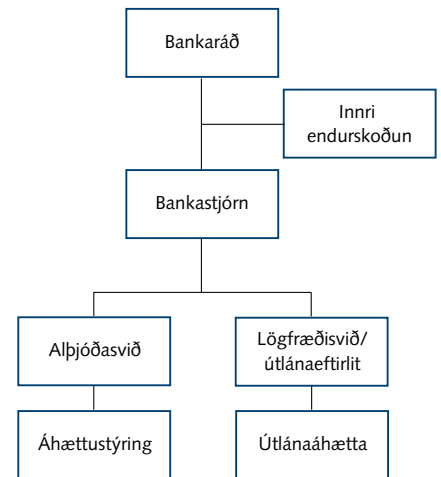 Bankaráð
Innri
endurskoðun
Bankastjórn
Alþjóðasvið
Lögfræðisvið/
útlánaeftirlit
Áhættustýring
Útlánaáhætta